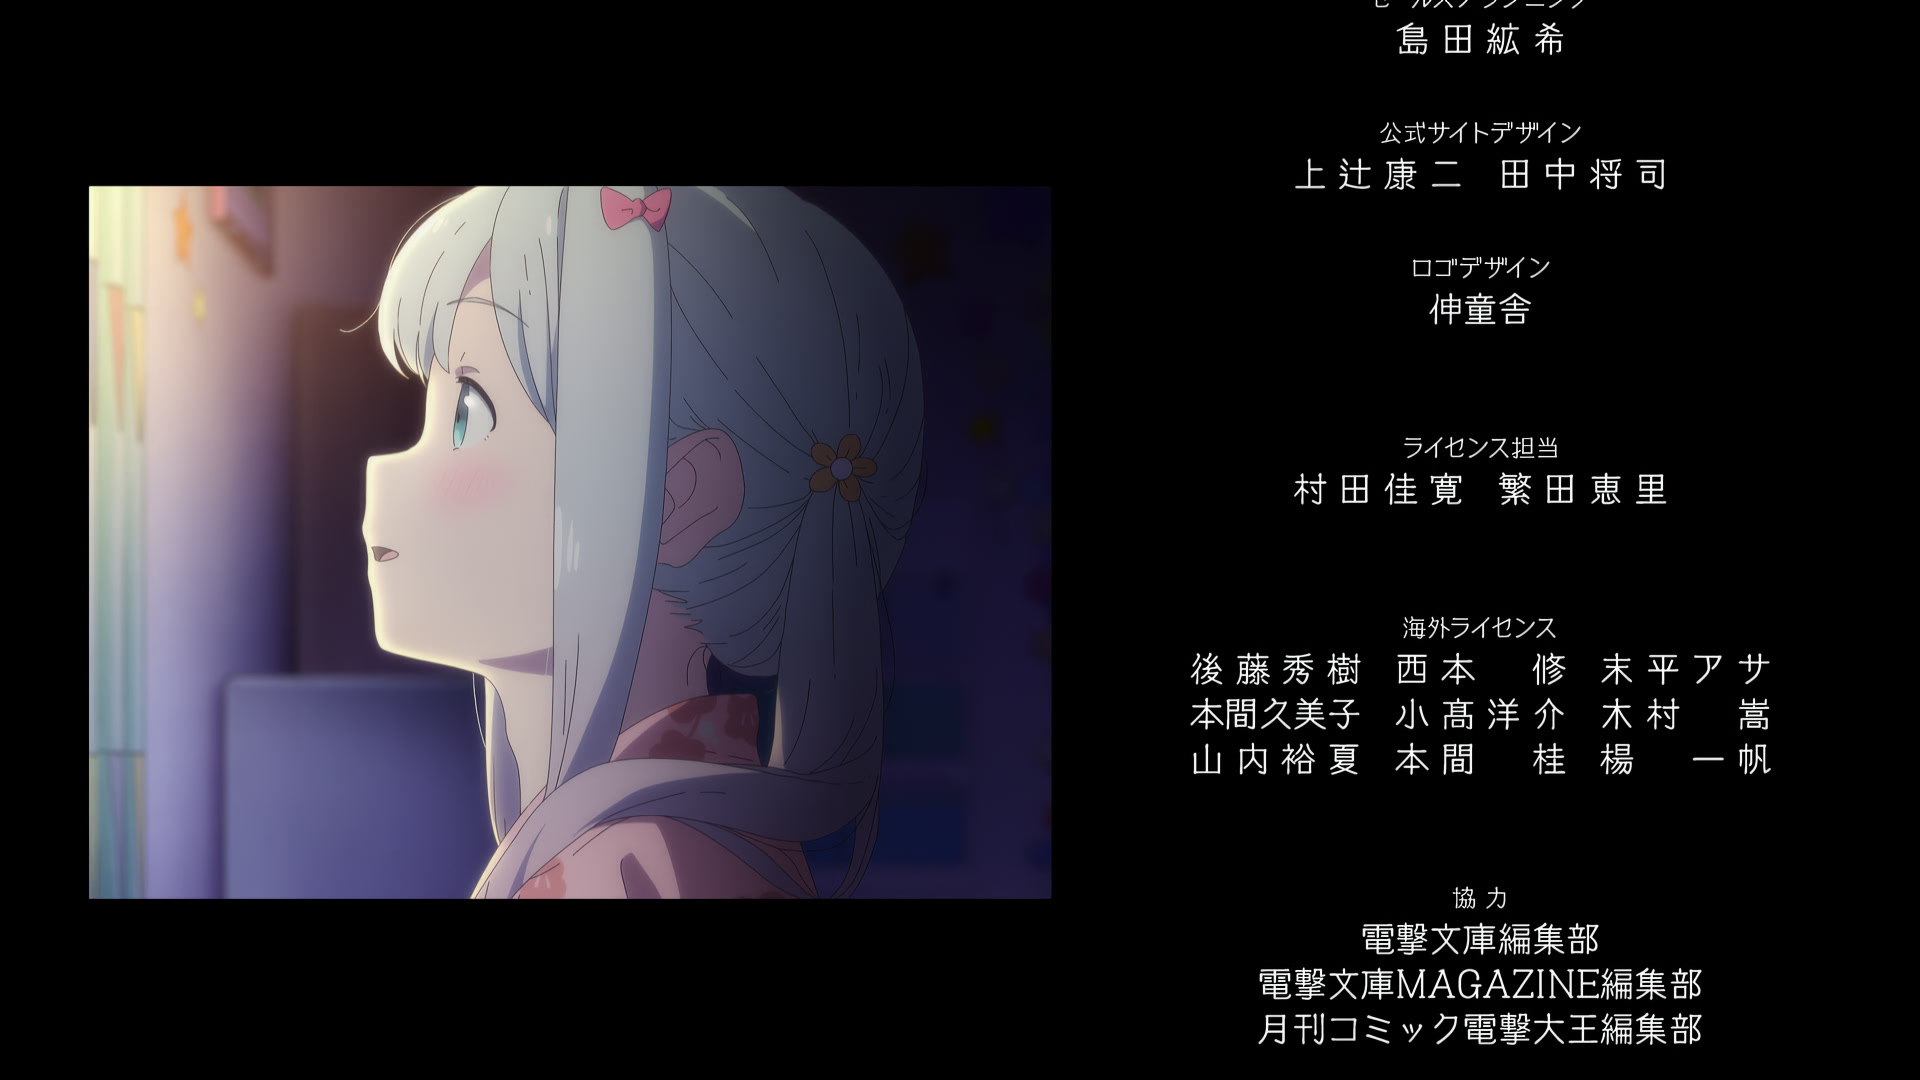 島田紘希
公式サイトデザイン
上辻康二 田中将司
ロゴデザイン
伸童舎
ライセンス担当
村田佳寛 繁田恵里
海外ライセンス
後藤秀樹 西本 修 末平アサ
本間久美子 小髙洋介 木村 嵩
山内裕夏 本間 桂 楊 一帆
協力
電撃文庫編集部
電撃文庫MAGAZINE編集部
月刊コミック電撃大王編集部